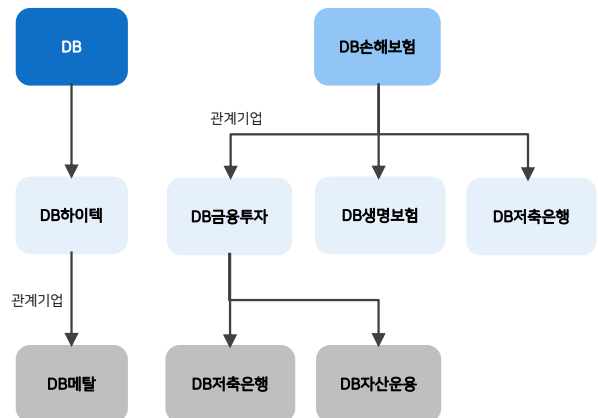 DB
DB손해보험
관계기업
DB하이텍
DB금융투자
DB생명보험
DB저축은행
관계기업
DB메탈
DB저축은행
DB자산운용